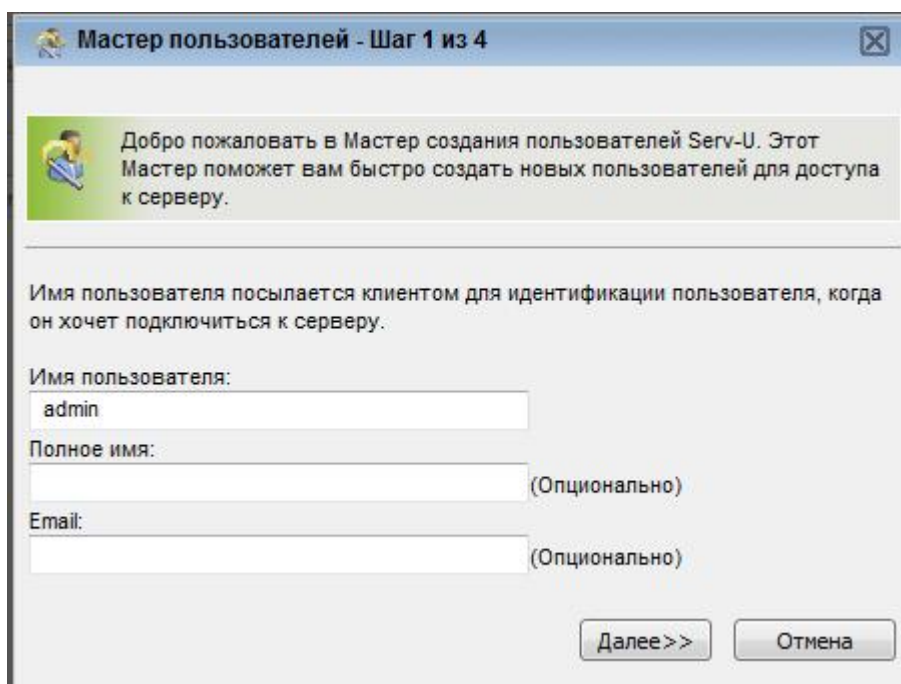 Мастер пользователей - Шаг 1 из 4
Добро пожаловать в Мастер создания пользователей Serv-U. Этот
Мастер поможет вам быстро создать новых пользователей для доступа
к серверу.
Имя пользователя посылается клиентом для идентификации пользователя, когда
он хочет подключиться к серверу.
Имя пользователя:
admin
Полное имя:
(Опционально)
Email:
(Опционально)
Далее>> Отмена